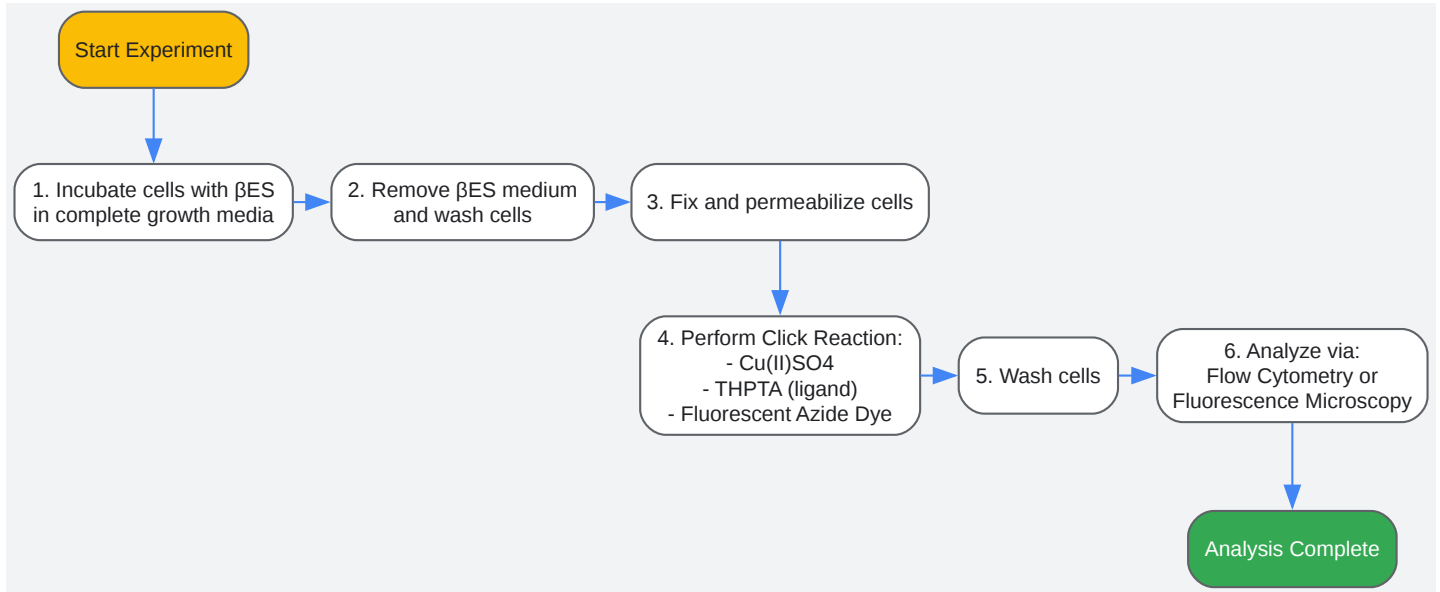 Start Experiment
1. Incubate cells with βES
in complete growth media
2. Remove βES medium
and wash cells
3. Fix and permeabilize cells
4. Perform Click Reaction:
- Cu(II)SO4
- THPTA (ligand)
- Fluorescent Azide Dye
5. Wash cells
6. Analyze via:
Flow Cytometry or
Fluorescence Microscopy
Analysis Complete